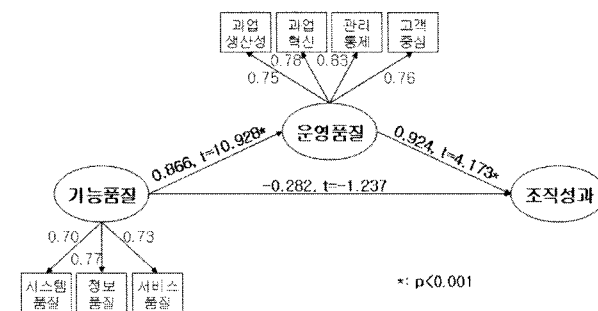 과업 과업 관리 고객
생산성 혁신 통제 중심
0.75 0.78 0.83 0.76
운영품질
0.866, t=10.928*
0.924, t=4.173*
-0.282, t=-1.237
기능품질
조직성과
0.70 0.77 0.73
*: p<0.001
시스템 정보 서비스
품질 품질 품질